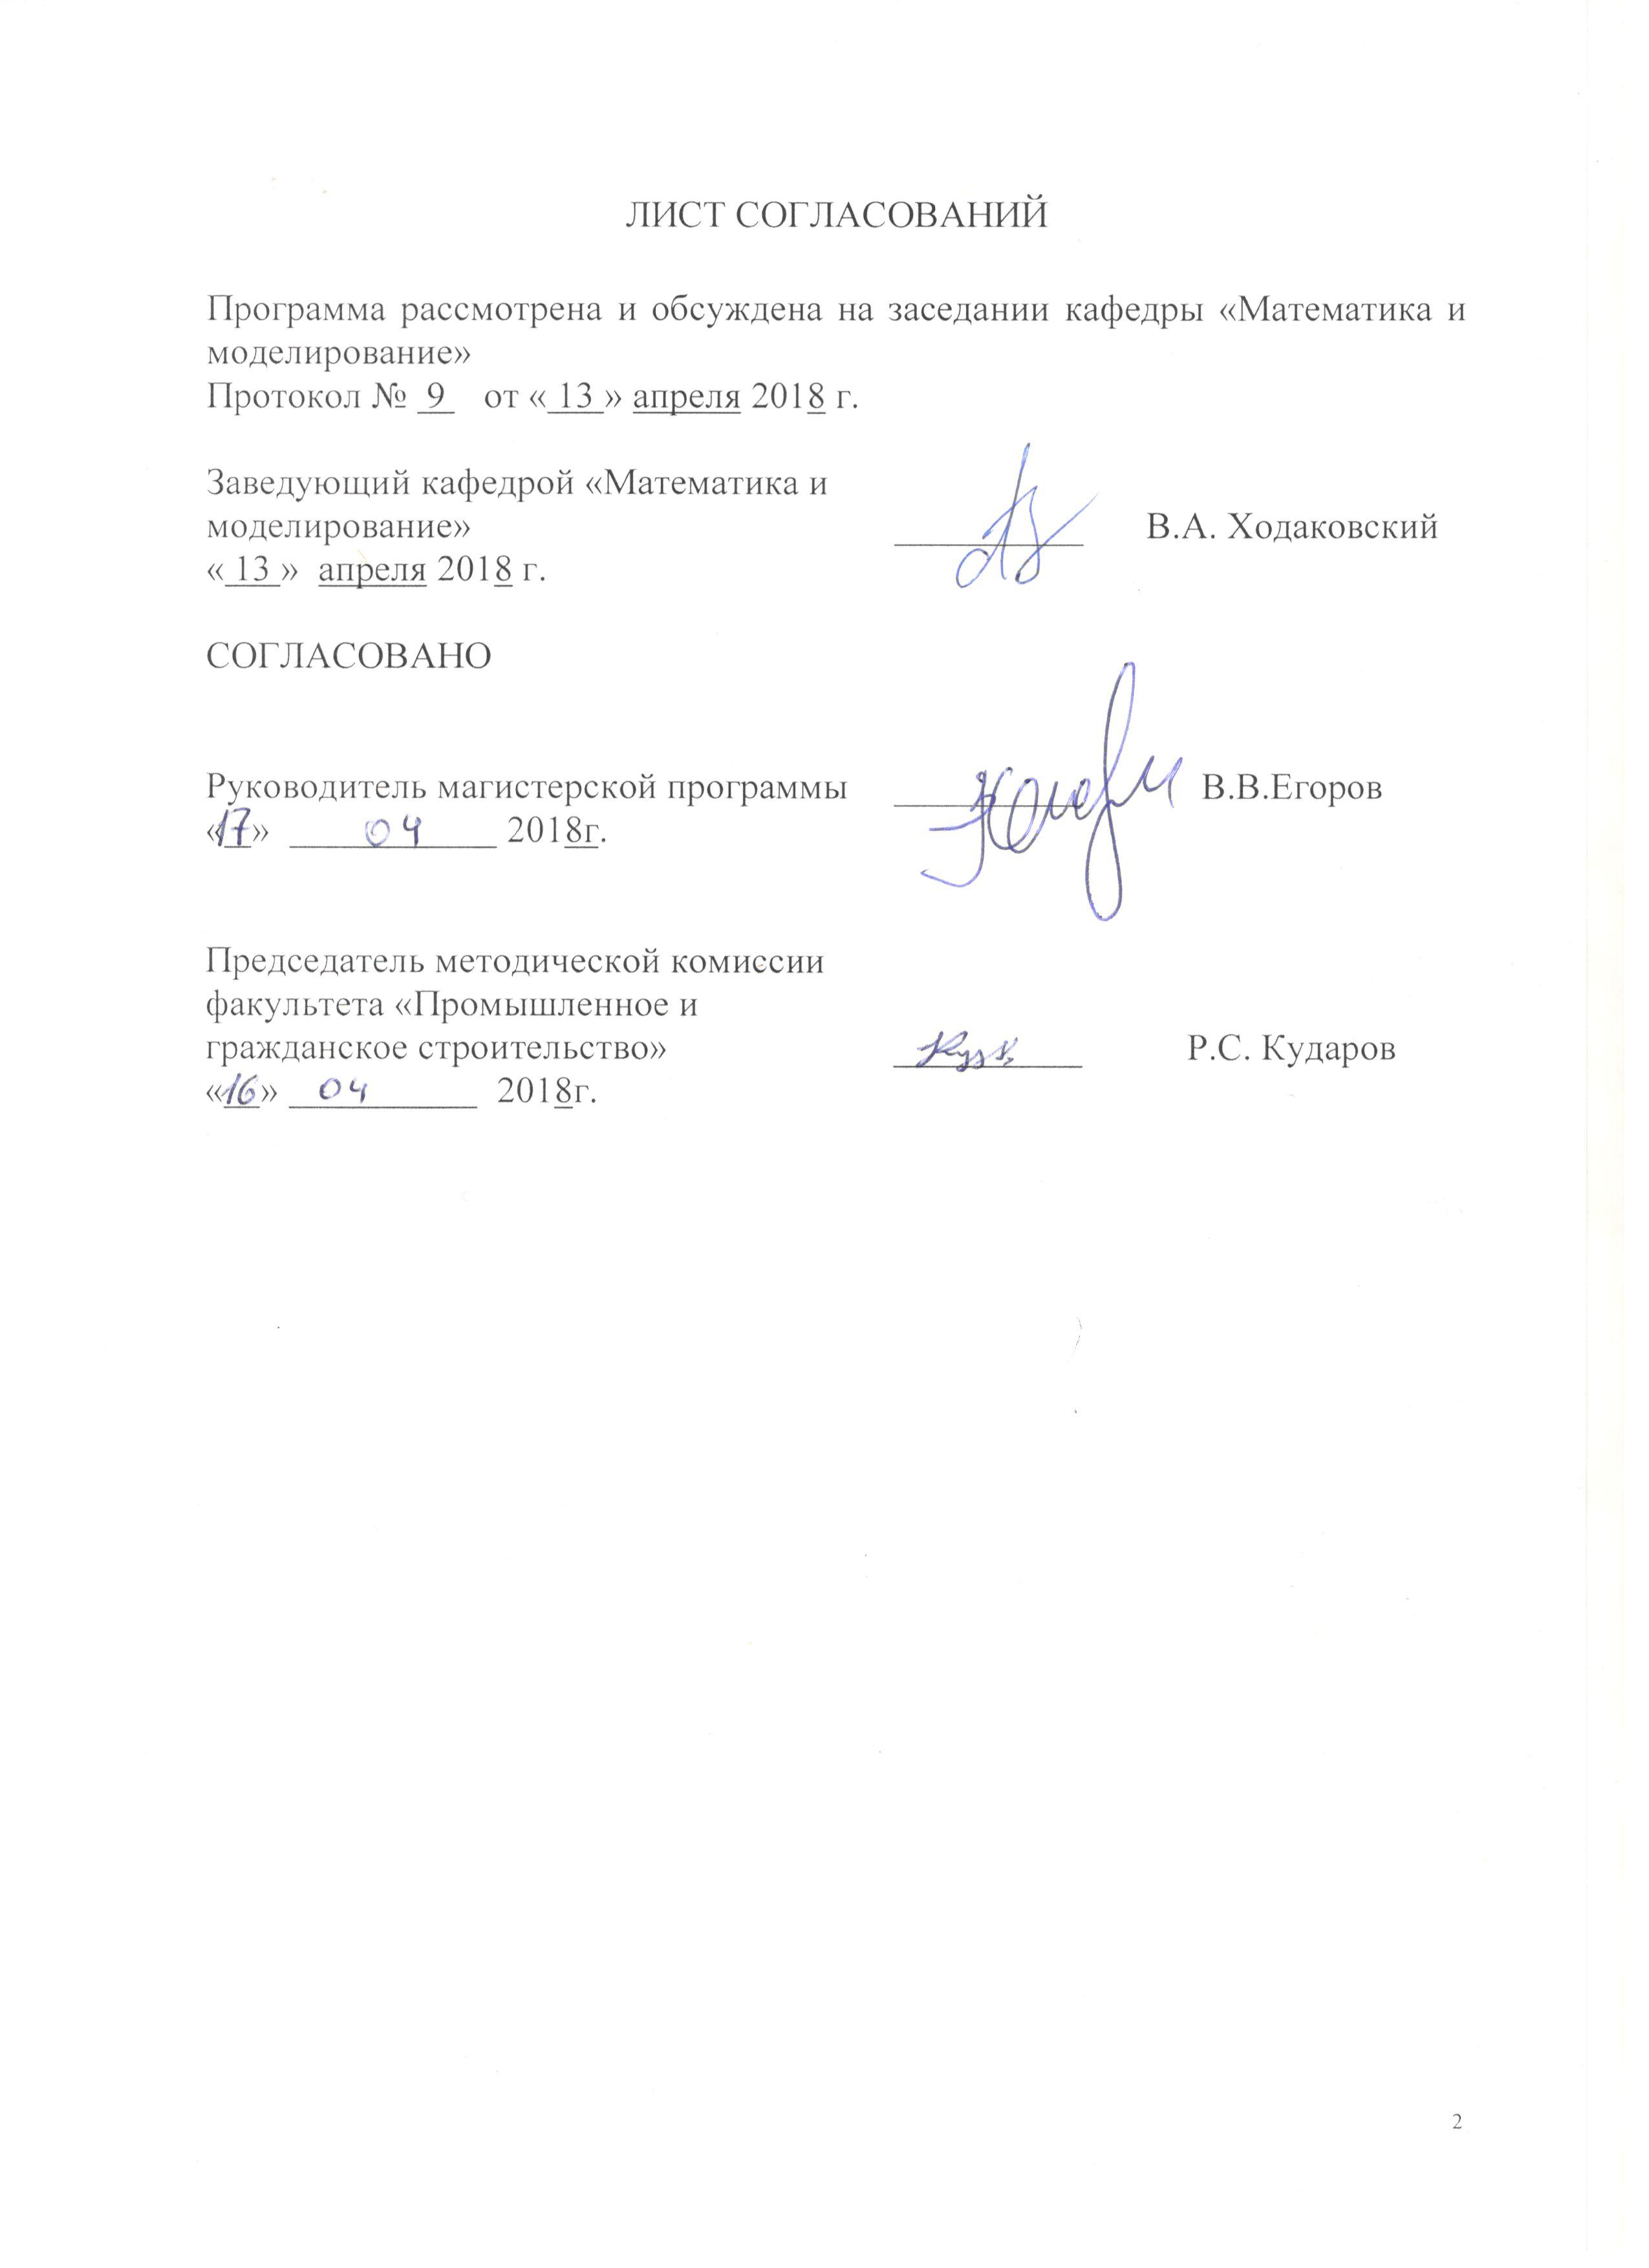 ЛИСТ СОГЛАСОВАНИЙ
Программа рассмотрена и обсуждена на заседании кафедры «Математика и
моделирование»
Протокол № 9 от « 13 » апреля 2018 г.
Заведующий кафедрой «Математика и
моделирование» В.А. Ходаковский
« 13 » апреля 2018 г.
СОГЛАСОВАНО
Руководитель магистерской программы В.В.Егоров
«17» 04 2018г.
Председатель методической комиссии
факультета «Промышленное и
гражданское строительство» Р.С. Кударов
«16» 04 2018г.
2